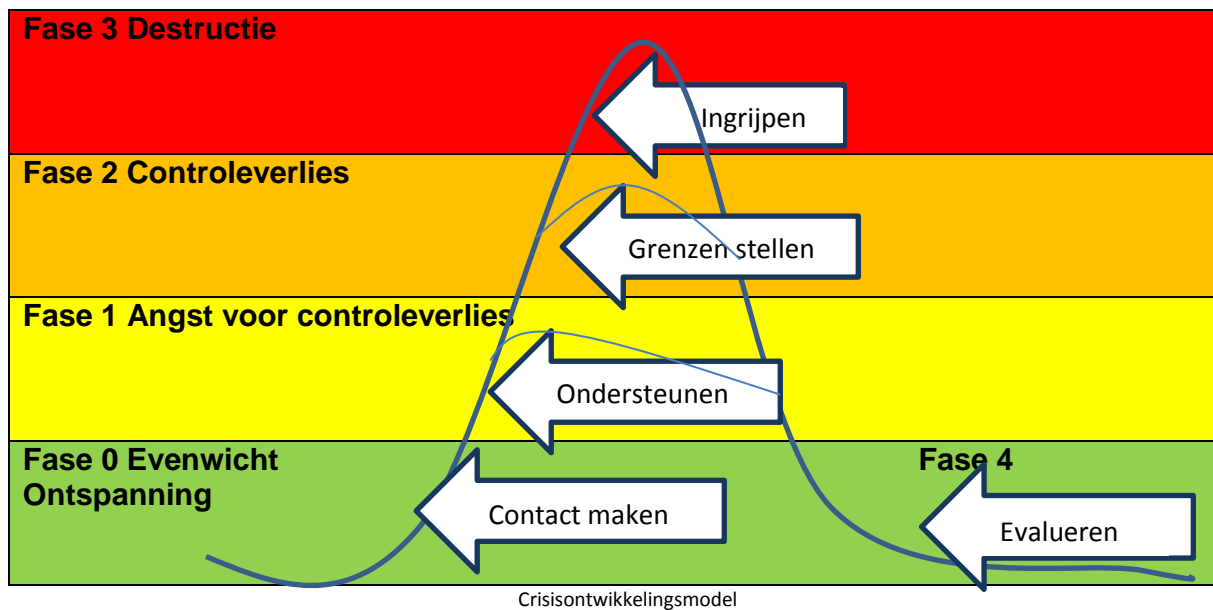 Fase 3 Destructie
Ingrijpen
Fase 2 Controleverlies
Grenzen stellen
Fase 1 Angst voor controleverlies
Ondersteunen
Fase 0 Evenwicht
Ontspanning
Contact maken
Fase 4
Evalueren
Crisisontwikkelingsmodel